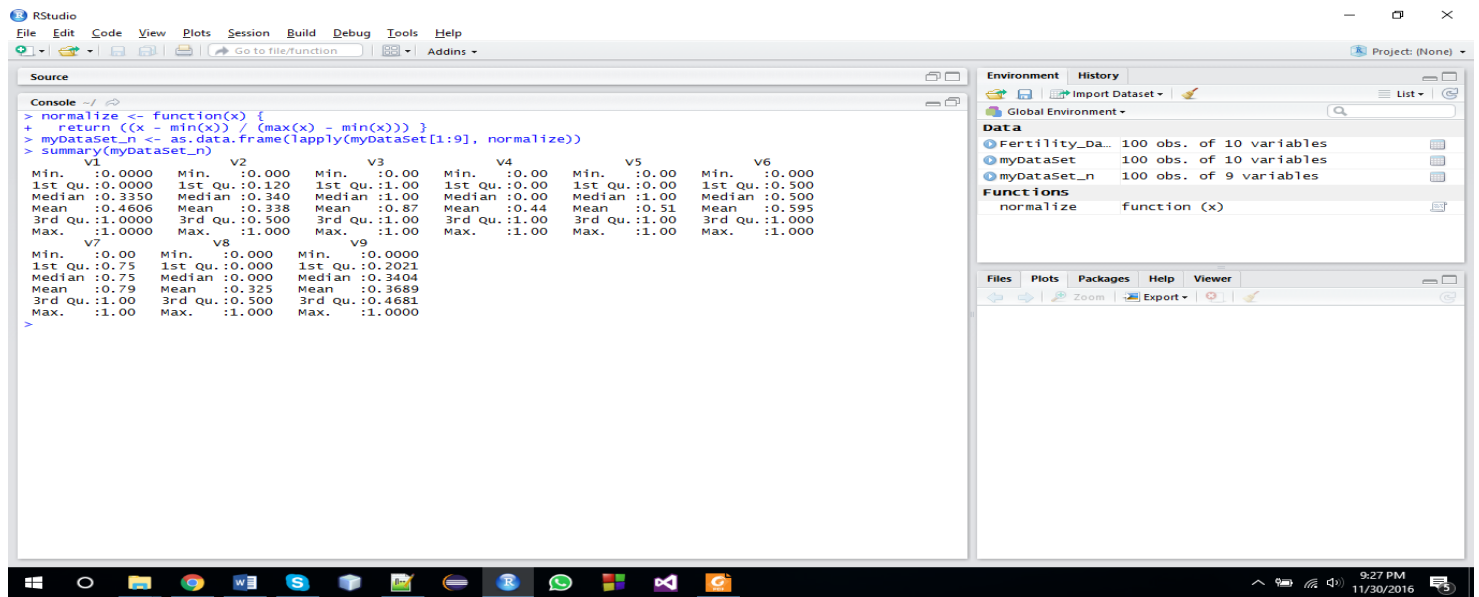 RStudio
File Edit Code View Plots Session Build Debug Tools Help
Go to file/function Addins
Project: (None)
Source
Console ~/
> normalize <- function(x) {
+   return ((x - min(x)) / (max(x) - min(x))) }
> myDataSet_n <- as.data.frame(lapply(myDataSet[1:9], normalize))
> summary(myDataSet_n)
V1 V2 V3 V4 V5 V6
Min. :0.0000 Min. :0.000 Min. :0.00 Min. :0.00 Min. :0.00 Min. :0.000
1st Qu.:0.0000 1st Qu.:0.120 1st Qu.:1.00 1st Qu.:0.00 1st Qu.:0.00 1st Qu.:0.500
Median :0.3350 Median :0.340 Median :1.00 Median :0.00 Median :1.00 Median :0.500
Mean :0.4606 Mean :0.338 Mean :0.87 Mean :0.44 Mean :0.51 Mean :0.595
3rd Qu.:1.0000 3rd Qu.:0.500 3rd Qu.:1.00 3rd Qu.:1.00 3rd Qu.:1.00 3rd Qu.:1.000
Max. :1.0000 Max. :1.000 Max. :1.00 Max. :1.00 Max. :1.00 Max. :1.000
V7 V8 V9
Min. :0.00 Min. :0.000 Min. :0.0000
1st Qu.:0.75 1st Qu.:0.000 1st Qu.:0.2021
Median :0.75 Median :0.000 Median :0.3404
Mean :0.79 Mean :0.325 Mean :0.3689
3rd Qu.:1.00 3rd Qu.:0.500 3rd Qu.:0.4681
Max. :1.00 Max. :1.000 Max. :1.0000
>
Environment History
Import Dataset List
Global Environment
Data
Fertility_Da… 100 obs. of 10 variables
myDataSet 100 obs. of 10 variables
myDataSet_n 100 obs. of 9 variables
Functions
normalize function (x)
Files Plots Packages Help Viewer
Zoom Export
9:27 PM
11/30/2016